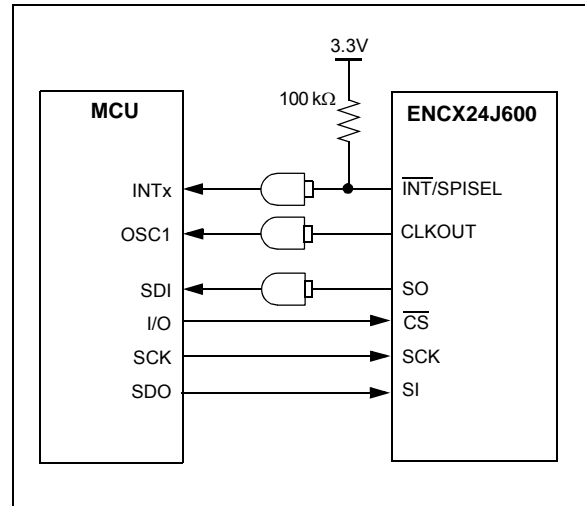 3.3V
100 kΩ
MCU
ENCX24J600
INTx
INT/SPISEL
OSC1
CLKOUT
SDI
SO
I/O
CS
SCK
SCK
SDO
SI